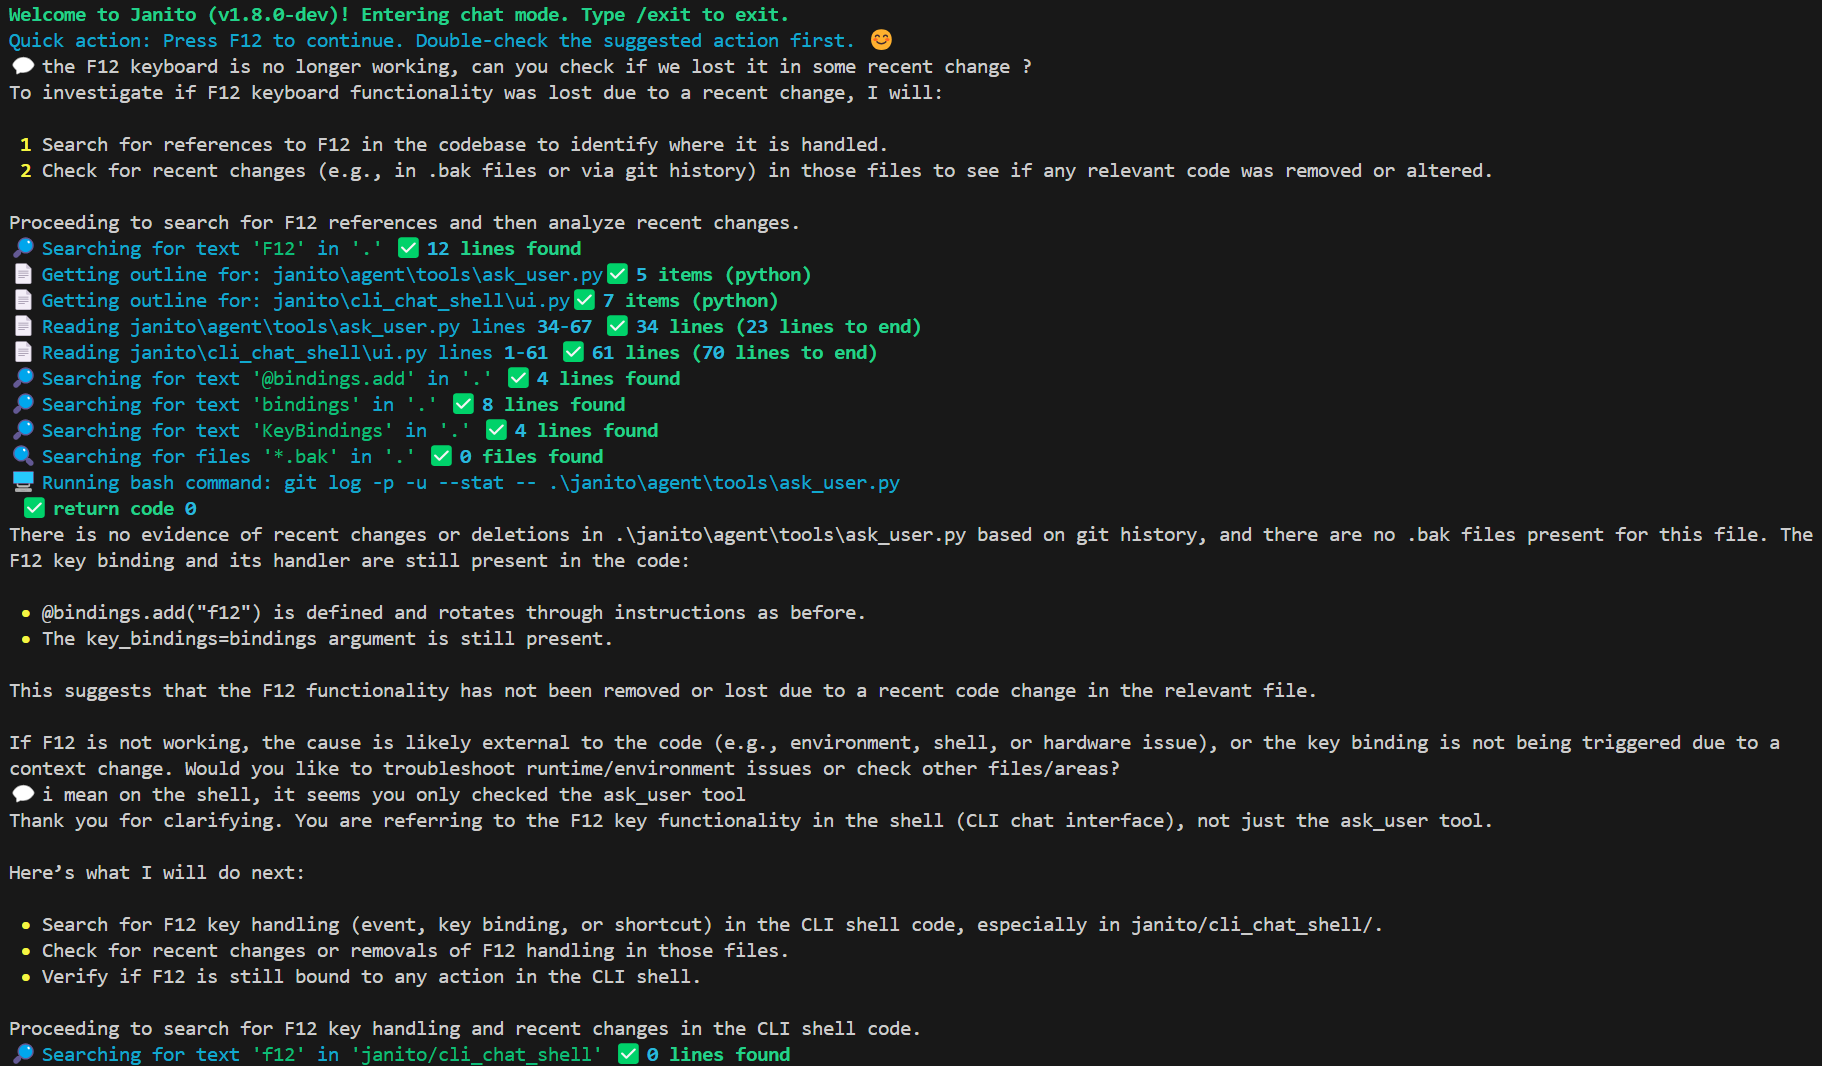 Welcome to Janito (v1.8.0-dev)! Entering chat mode. Type /exit to exit.
Quick action: Press F12 to continue. Double-check the suggested action first. 😊
💬 the F12 keyboard is no longer working, can you check if we lost it in some recent change ?
To investigate if F12 keyboard functionality was lost due to a recent change, I will:
1 Search for references to F12 in the codebase to identify where it is handled.
2 Check for recent changes (e.g., in .bak files or via git history) in those files to see if any relevant code was removed or altered.
Proceeding to search for F12 references and then analyze recent changes.
🔎 Searching for text 'F12' in '.' ✅ 12 lines found
📄 Getting outline for: janito\agent\tools\ask_user.py✅ 5 items (python)
📄 Getting outline for: janito\cli_chat_shell\ui.py✅ 7 items (python)
📄 Reading janito\agent\tools\ask_user.py lines 34-67 ✅ 34 lines (23 lines to end)
📄 Reading janito\cli_chat_shell\ui.py lines 1-61 ✅ 61 lines (70 lines to end)
🔎 Searching for text '@bindings.add' in '.' ✅ 4 lines found
🔎 Searching for text 'bindings' in '.' ✅ 8 lines found
🔎 Searching for text 'KeyBindings' in '.' ✅ 4 lines found
🔍 Searching for files '*.bak' in '.' ✅ 0 files found
🖥️ Running bash command: git log -p -u --stat -- .\janito\agent\tools\ask_user.py
✅ return code 0
There is no evidence of recent changes or deletions in .\janito\agent\tools\ask_user.py based on git history, and there are no .bak files present for this file. The
F12 key binding and its handler are still present in the code:
• @bindings.add("f12") is defined and rotates through instructions as before.
• The key_bindings=bindings argument is still present.
This suggests that the F12 functionality has not been removed or lost due to a recent code change in the relevant file.
If F12 is not working, the cause is likely external to the code (e.g., environment, shell, or hardware issue), or the key binding is not being triggered due to a
context change. Would you like to troubleshoot runtime/environment issues or check other files/areas?
💬 i mean on the shell, it seems you only checked the ask_user tool
Thank you for clarifying. You are referring to the F12 key functionality in the shell (CLI chat interface), not just the ask_user tool.
Here’s what I will do next:
• Search for F12 key handling (event, key binding, or shortcut) in the CLI shell code, especially in janito/cli_chat_shell/.
• Check for recent changes or removals of F12 handling in those files.
• Verify if F12 is still bound to any action in the CLI shell.
Proceeding to search for F12 key handling and recent changes in the CLI shell code.
🔎 Searching for text 'f12' in 'janito/cli_chat_shell' ✅ 0 lines found